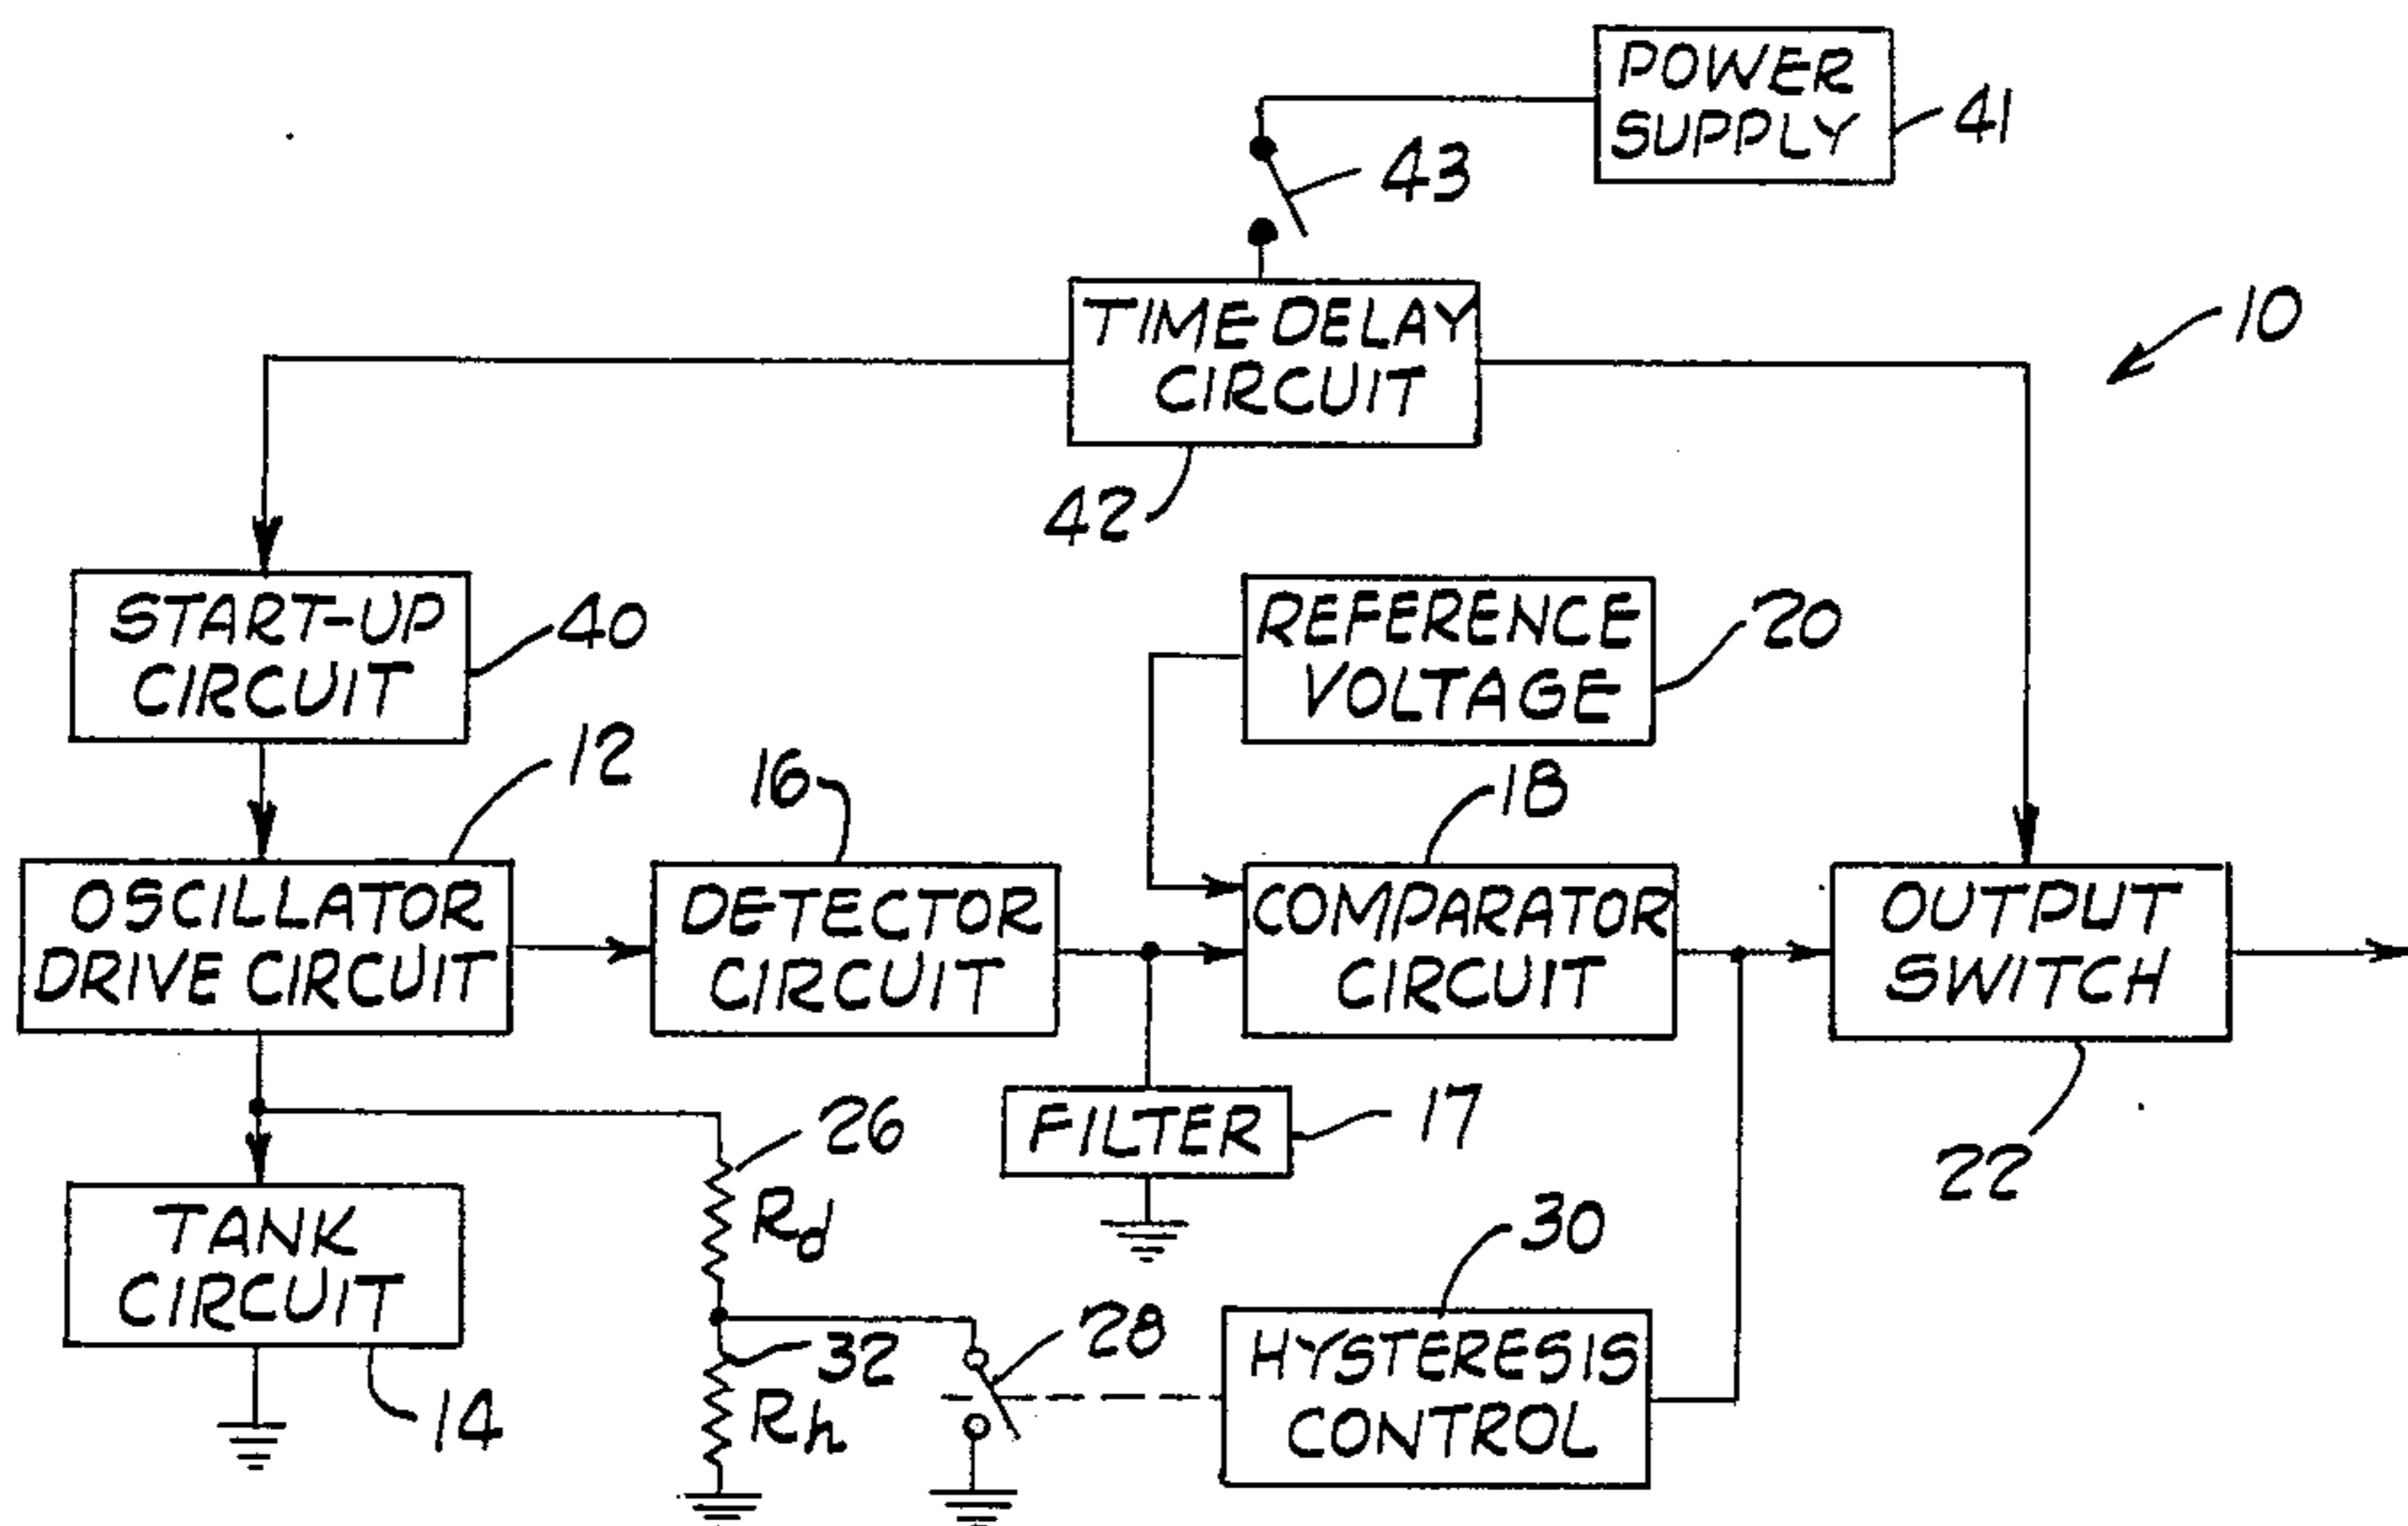 POWER
SUPPLY
41
43
TIME DELAY
CIRCUIT
10
42
START-UP
CIRCUIT
40
REFERENCE
VOLTAGE
20
12
16
18
OSCILLATOR
DRIVE CIRCUIT
DETECTOR
CIRCUIT
COMPARATOR
CIRCUIT
OUTPUT
SWITCH
26
FILTER
17
22
TANK
CIRCUIT
Rd
30
28
32
HYSTERESIS
CONTROL
14
Rh